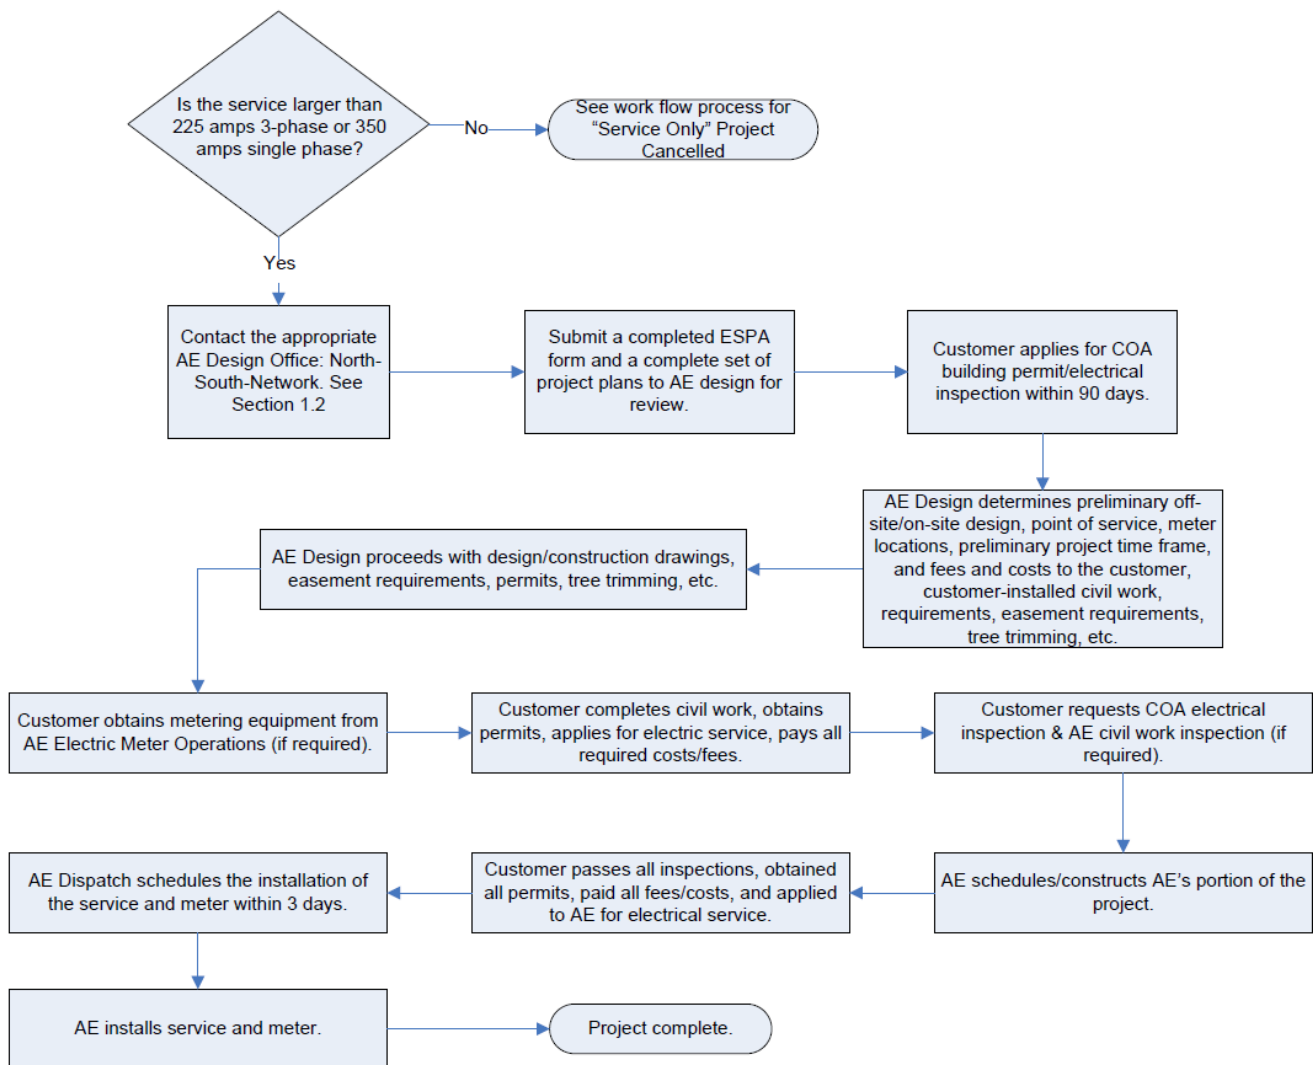 Is the service larger than
225 amps 3-phase or 350
amps single phase?
No
See work flow process for
“Service Only” Project
Cancelled
Yes
Contact the appropriate
AE Design Office: North-
South-Network. See
Section 1.2
Submit a completed ESPA
form and a complete set of
project plans to AE design for
review.
Customer applies for COA
building permit/electrical
inspection within 90 days.
AE Design determines preliminary off-
site/on-site design, point of service, meter
locations, preliminary project time frame,
and fees and costs to the customer,
customer-installed civil work,
requirements, easement requirements,
tree trimming, etc.
AE Design proceeds with design/construction drawings,
easement requirements, permits, tree trimming, etc.
Customer obtains metering equipment from
AE Electric Meter Operations (if required).
Customer completes civil work, obtains
permits, applies for electric service, pays all
required costs/fees.
Customer requests COA electrical
inspection & AE civil work inspection (if
required).
AE schedules/constructs AE’s portion of the
project.
Customer passes all inspections, obtained
all permits, paid all fees/costs, and applied
to AE for electrical service.
AE Dispatch schedules the installation of
the service and meter within 3 days.
AE installs service and meter.
Project complete.